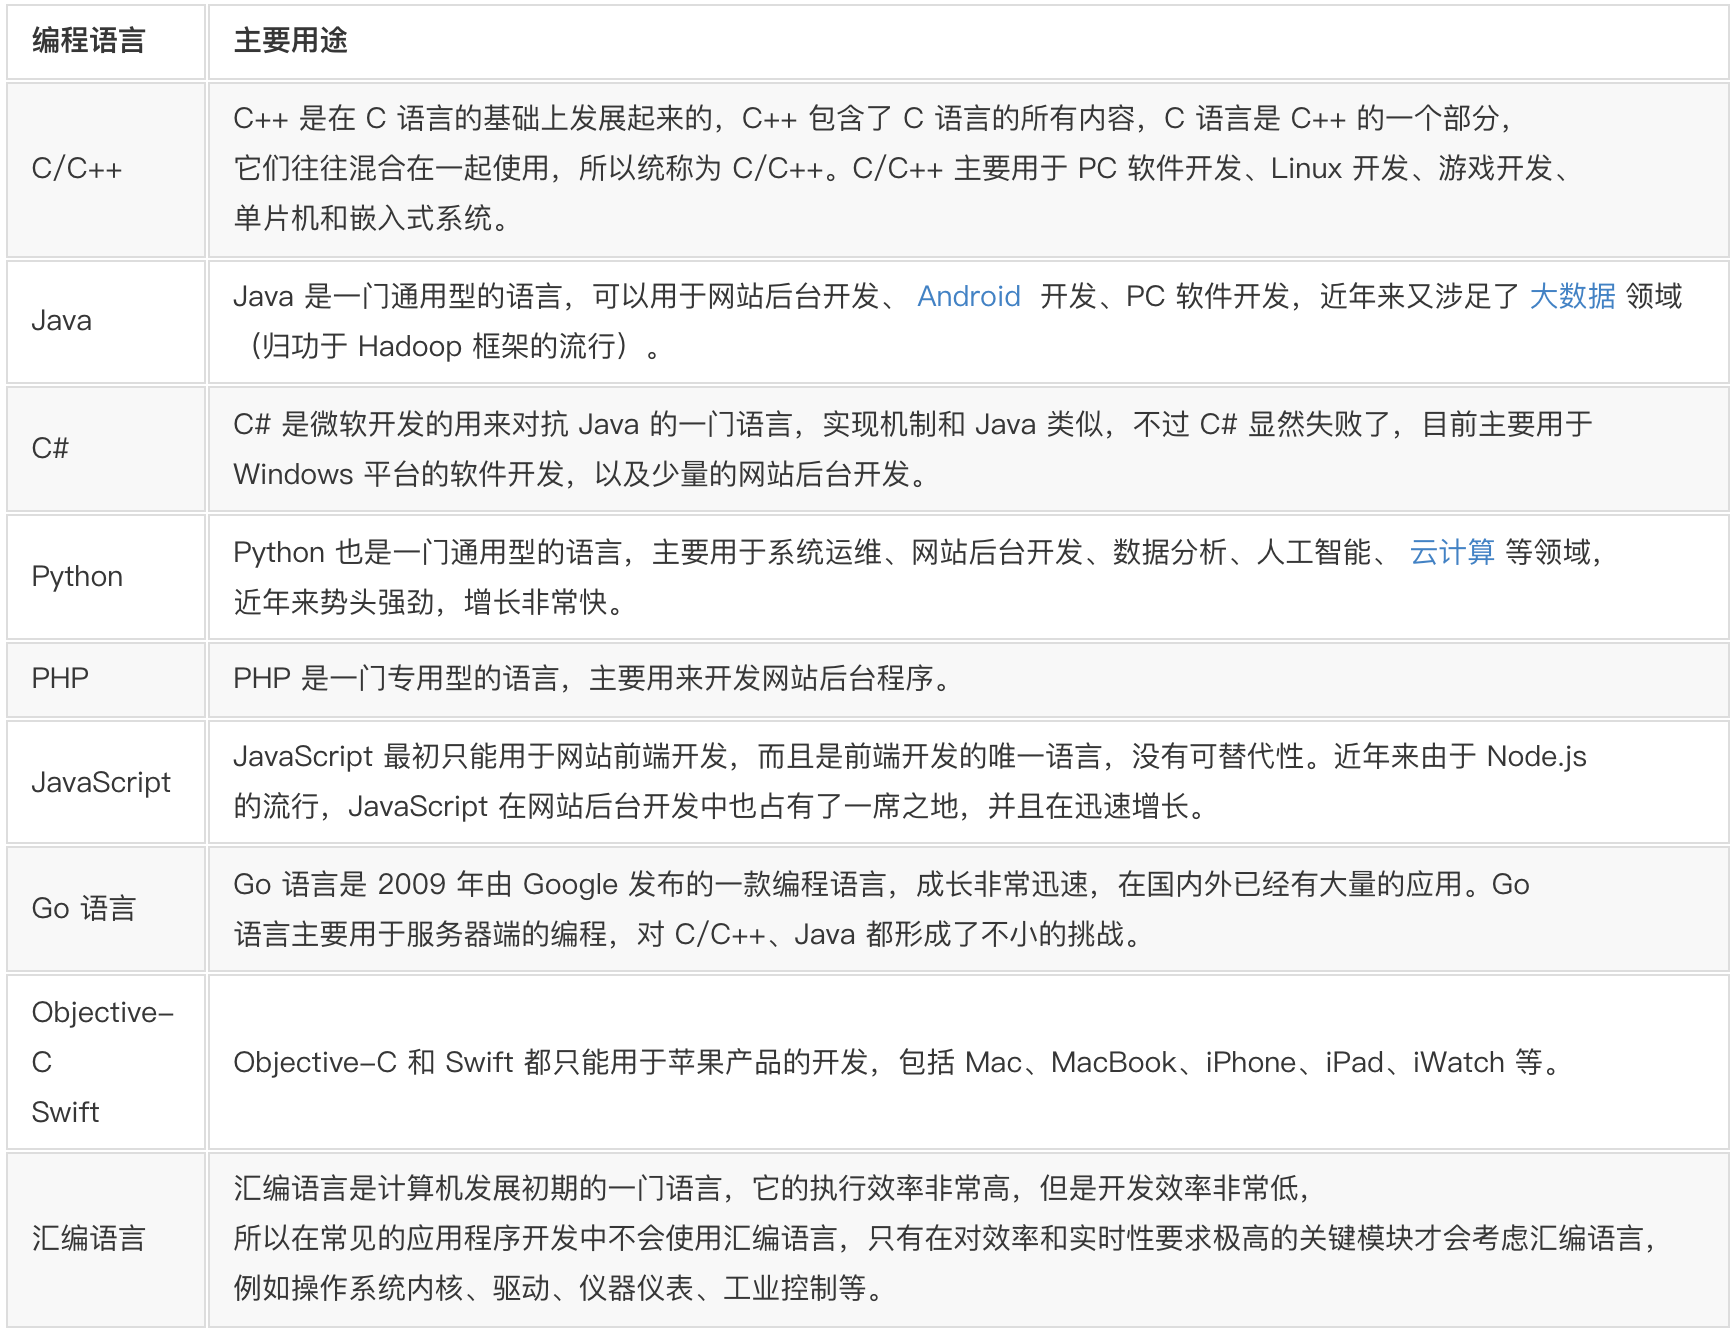 编程语言
主要用途
C/C++
C++ 是在 C 语言的基础上发展起来的，C++ 包含了 C 语言的所有内容，C 语言是 C++ 的一个部分，
它们往往混合在一起使用，所以统称为 C/C++。C/C++ 主要用于 PC 软件开发、Linux 开发、游戏开发、
单片机和嵌入式系统。
Java
Java 是一门通用型的语言，可以用于网站后台开发、 Android 开发、PC 软件开发，近年来又涉足了 大数据 领域
（归功于 Hadoop 框架的流行）。
C#
C# 是微软开发的用来对抗 Java 的一门语言，实现机制和 Java 类似，不过 C# 显然失败了，目前主要用于
Windows 平台的软件开发，以及少量的网站后台开发。
Python
Python 也是一门通用型的语言，主要用于系统运维、网站后台开发、数据分析、人工智能、 云计算 等领域，
近年来势头强劲，增长非常快。
PHP
PHP 是一门专用型的语言，主要用来开发网站后台程序。
JavaScript
JavaScript 最初只能用于网站前端开发，而且是前端开发的唯一语言，没有可替代性。近年来由于 Node.js
的流行，JavaScript 在网站后台开发中也占有了一席之地，并且在迅速增长。
Go 语言
Go 语言是 2009 年由 Google 发布的一款编程语言，成长非常迅速，在国内外已经有大量的应用。Go
语言主要用于服务器端的编程，对 C/C++、Java 都形成了不小的挑战。
Objective-
C
Swift
Objective-C 和 Swift 都只能用于苹果产品的开发，包括 Mac、MacBook、iPhone、iPad、iWatch 等。
汇编语言
汇编语言是计算机发展初期的一门语言，它的执行效率非常高，但是开发效率非常低，
所以在常见的应用程序开发中不会使用汇编语言，只有在对效率和实时性要求极高的关键模块才会考虑汇编语言，
例如操作系统内核、驱动、仪器仪表、工业控制等。